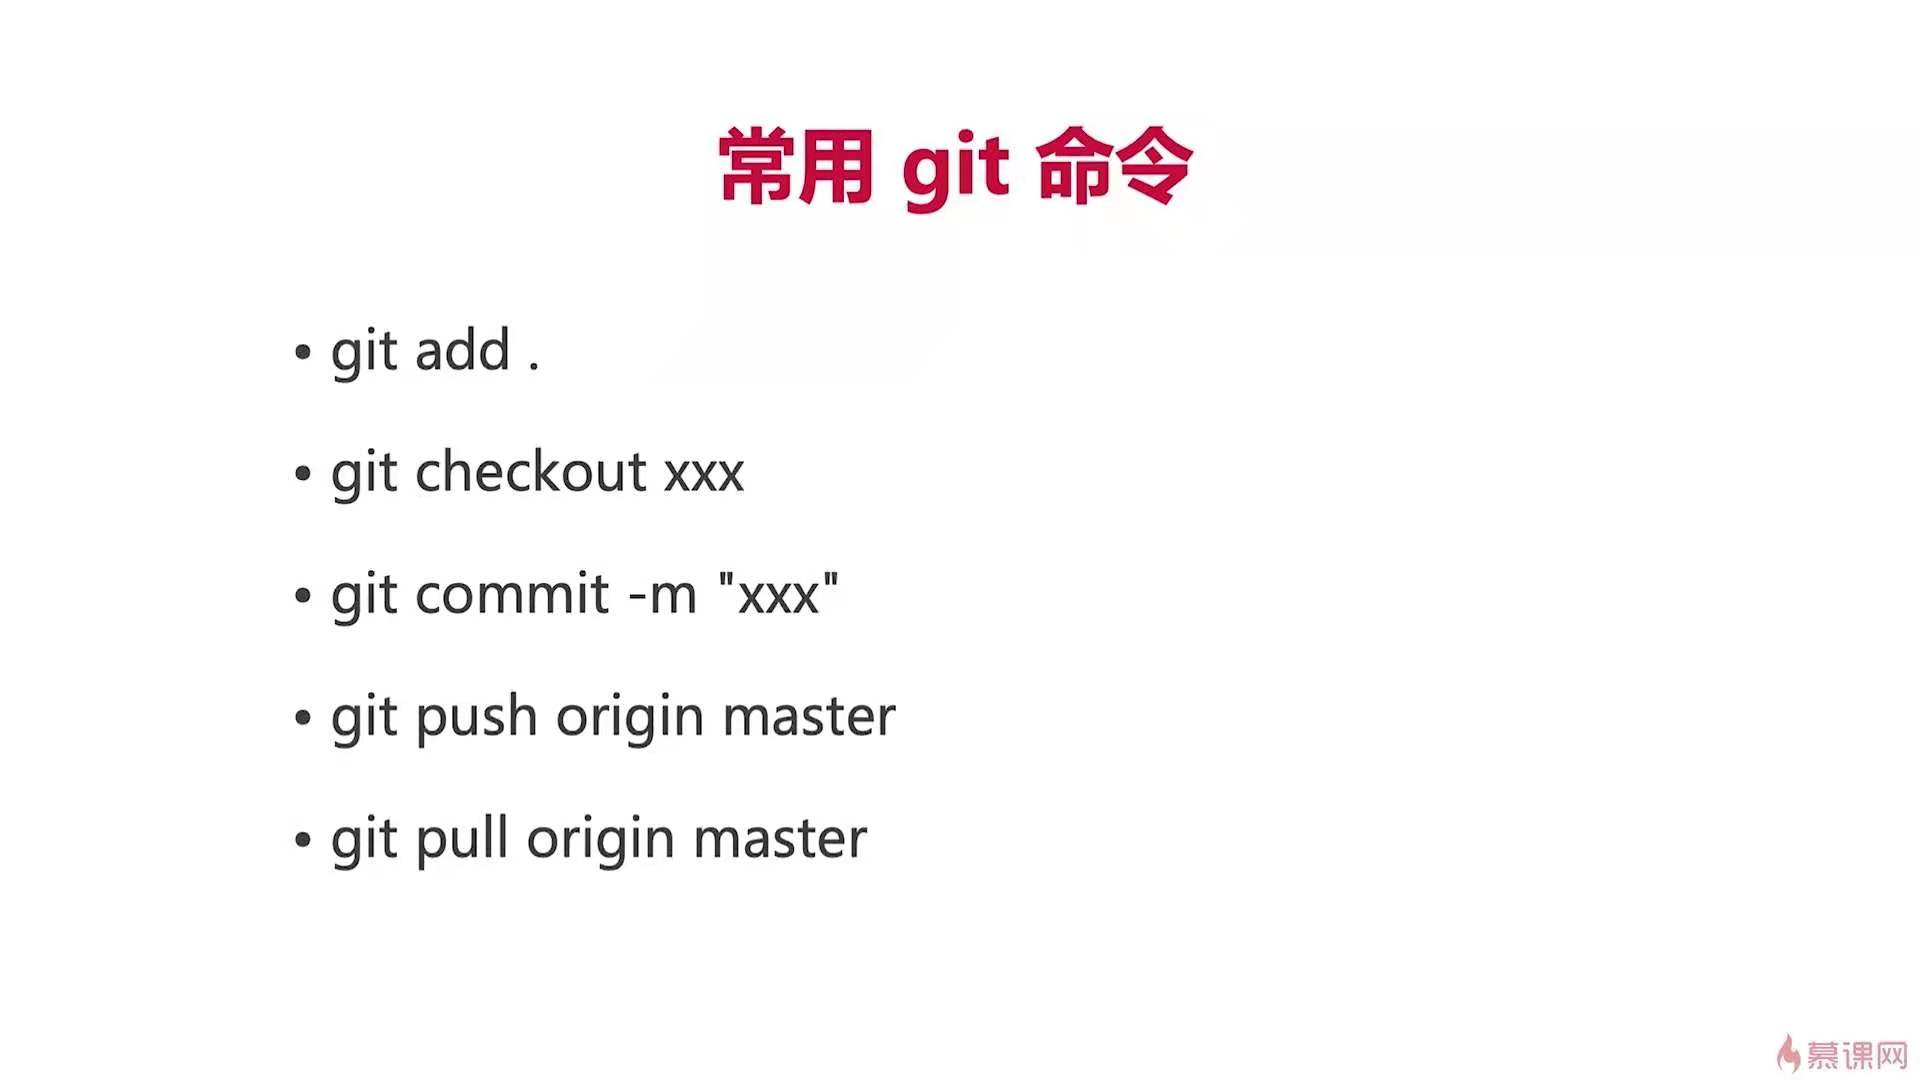 常用 git 命令
• git add .
• git checkout xxx
• git commit -m "xxx"
• git push origin master
• git pull origin master
慕课网